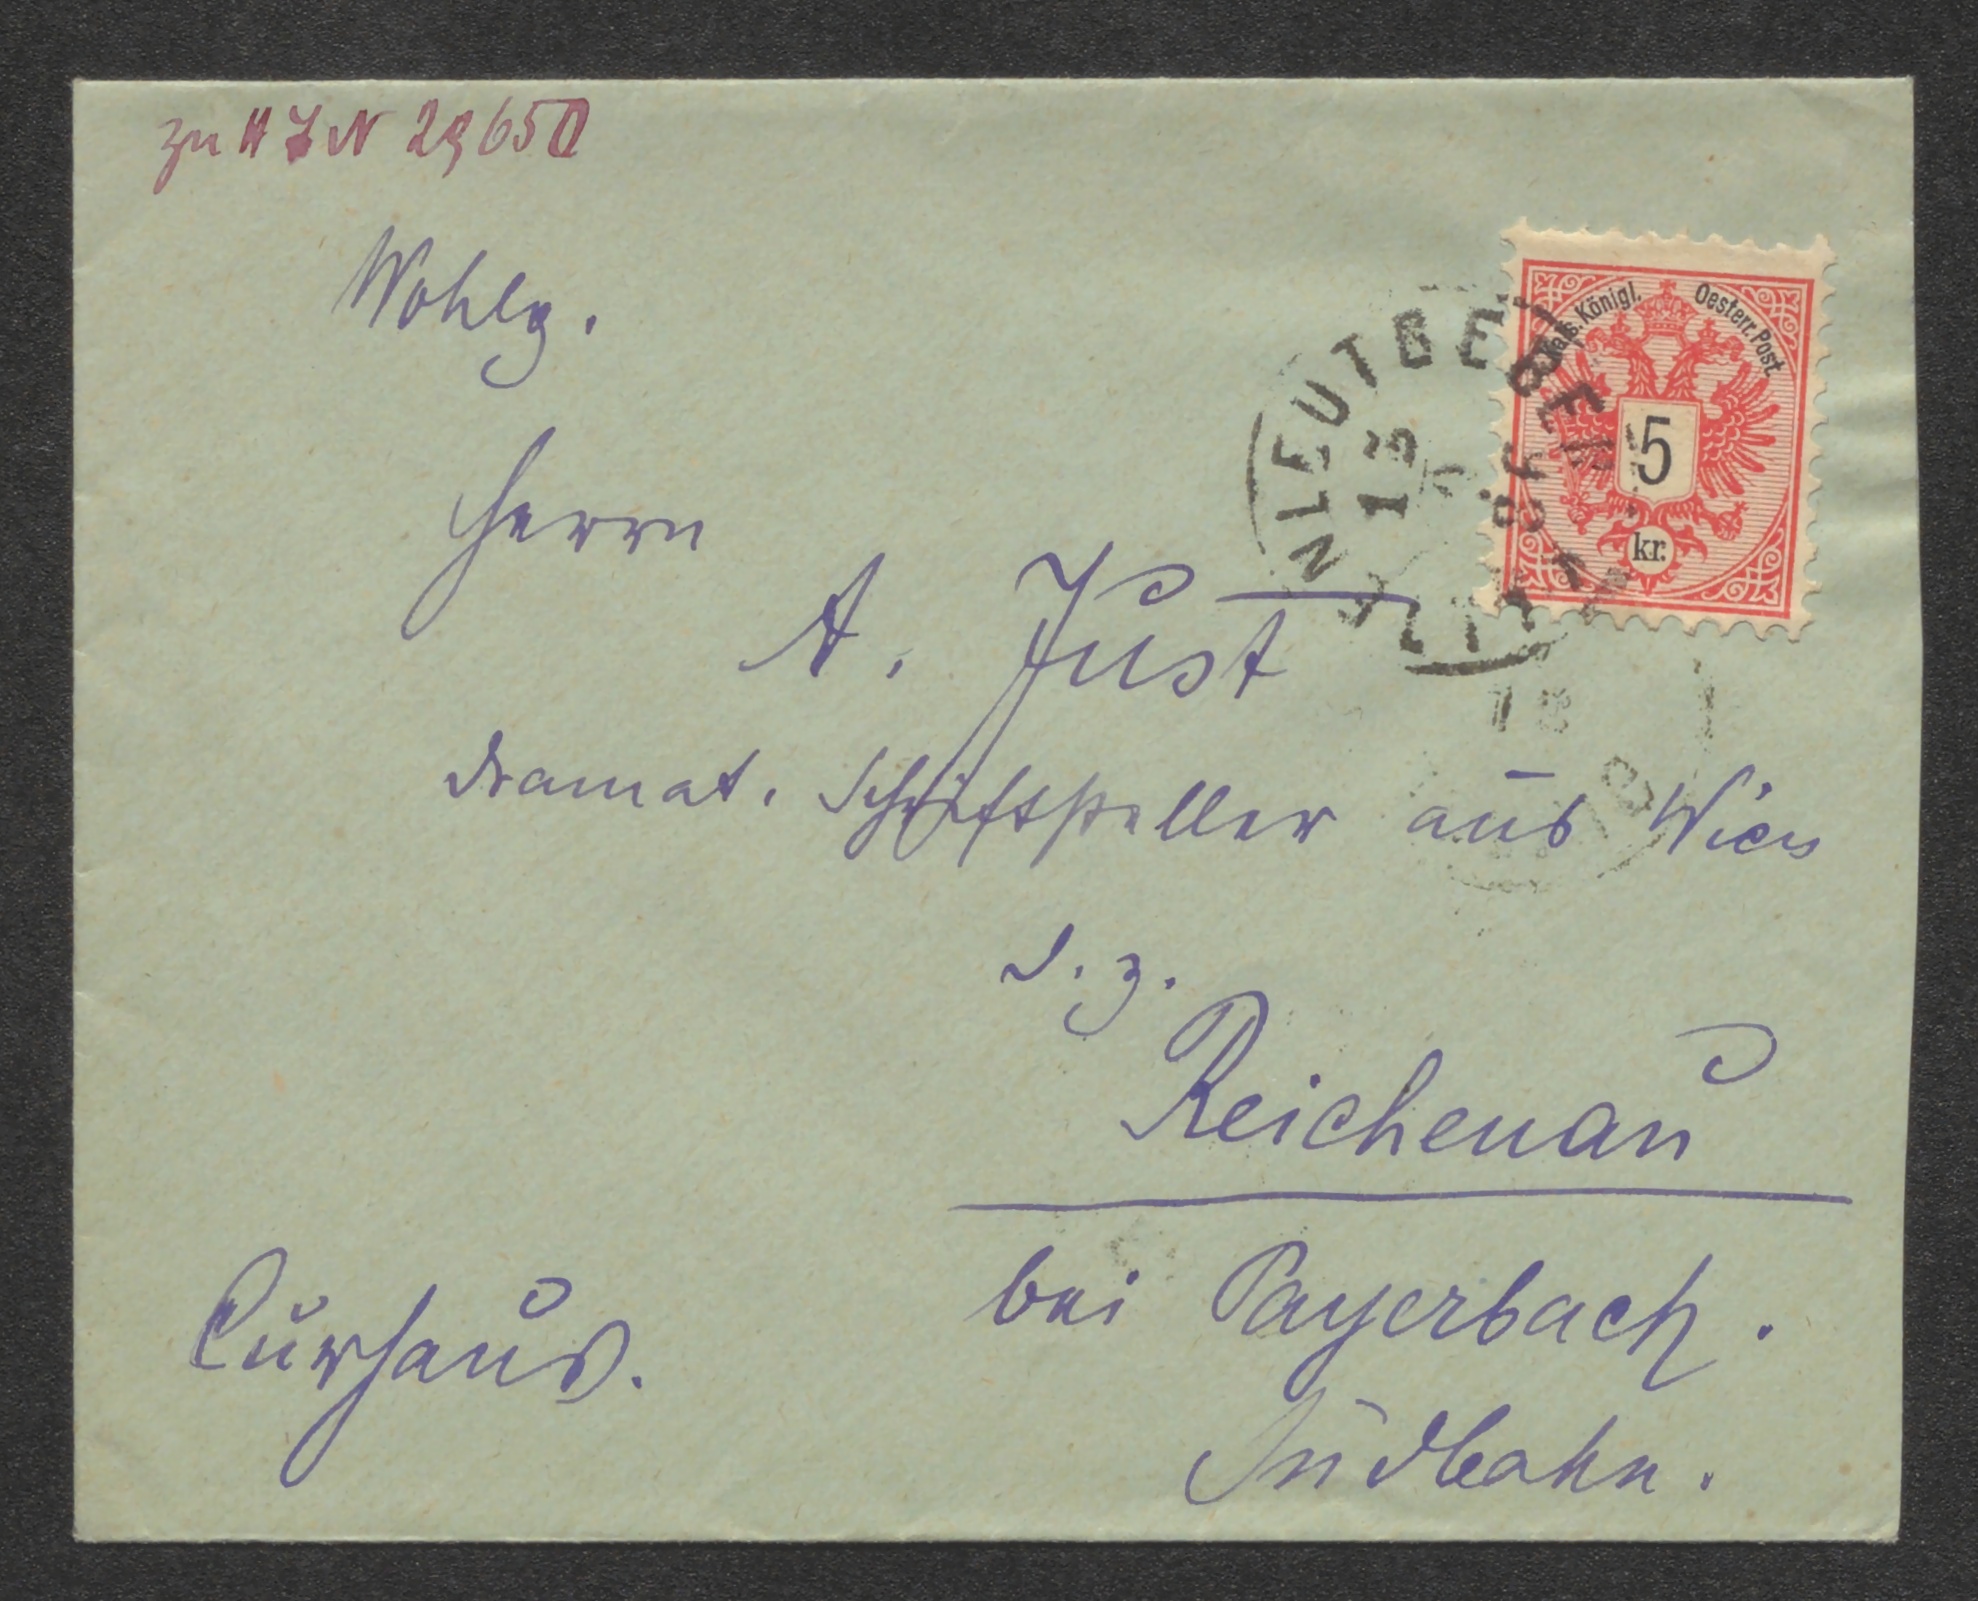 zu H I N 29650
Wohlg.
Herrn
A. Just
dramat. Schriftsteller aus Wien
d. z.
Reichenau
bei Payerbach.
Südbahn.
Curhaus.
Kais. Königl. Oesterr. Post.
5
kr.